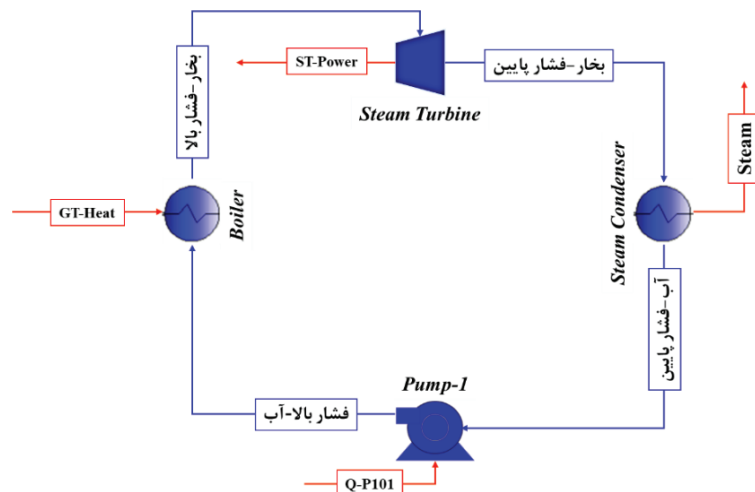 ST-Power
بخار-فشار پایین
Steam Turbine
بخار-فشار بالا
Steam
GT-Heat
Boiler
Steam Condenser
آب-فشار پایین
Pump-1
فشار بالا-آب
Q-P101